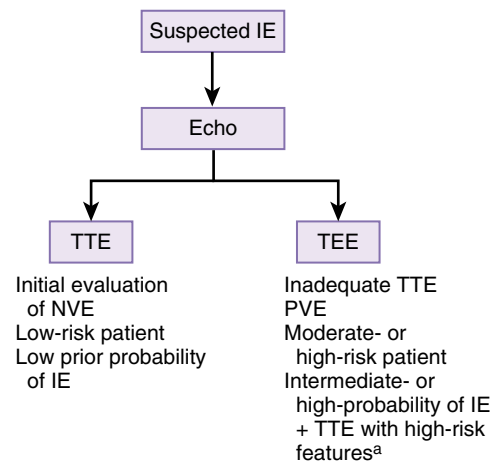 Suspected IE
Echo
TTE
Initial evaluation
of NVE
Low-risk patient
Low prior probability
of IE
TEE
Inadequate TTE
PVE
Moderate- or
high-risk patient
Intermediate- or
high-probability of IE
+ TTE with high-risk
featuresᵃ